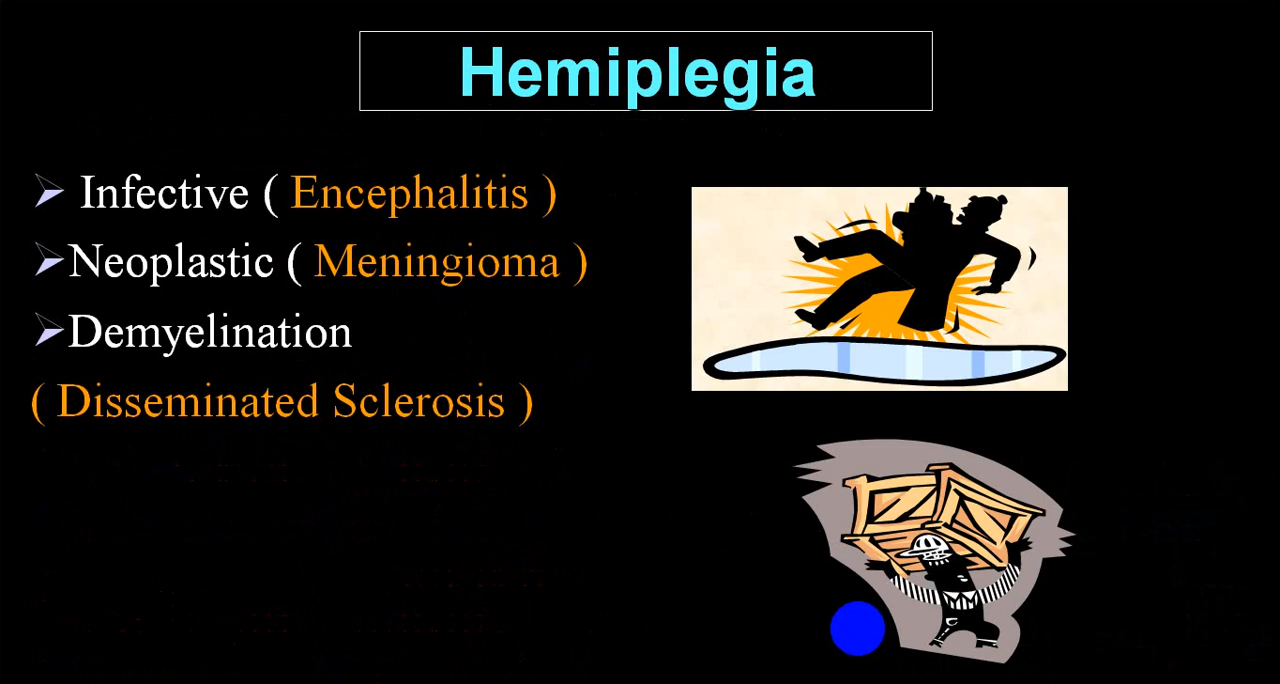 Hemiplegia
➢ Infective ( Encephalitis )
➢Neoplastic ( Meningioma )
➢Demyelination
( Disseminated Sclerosis )